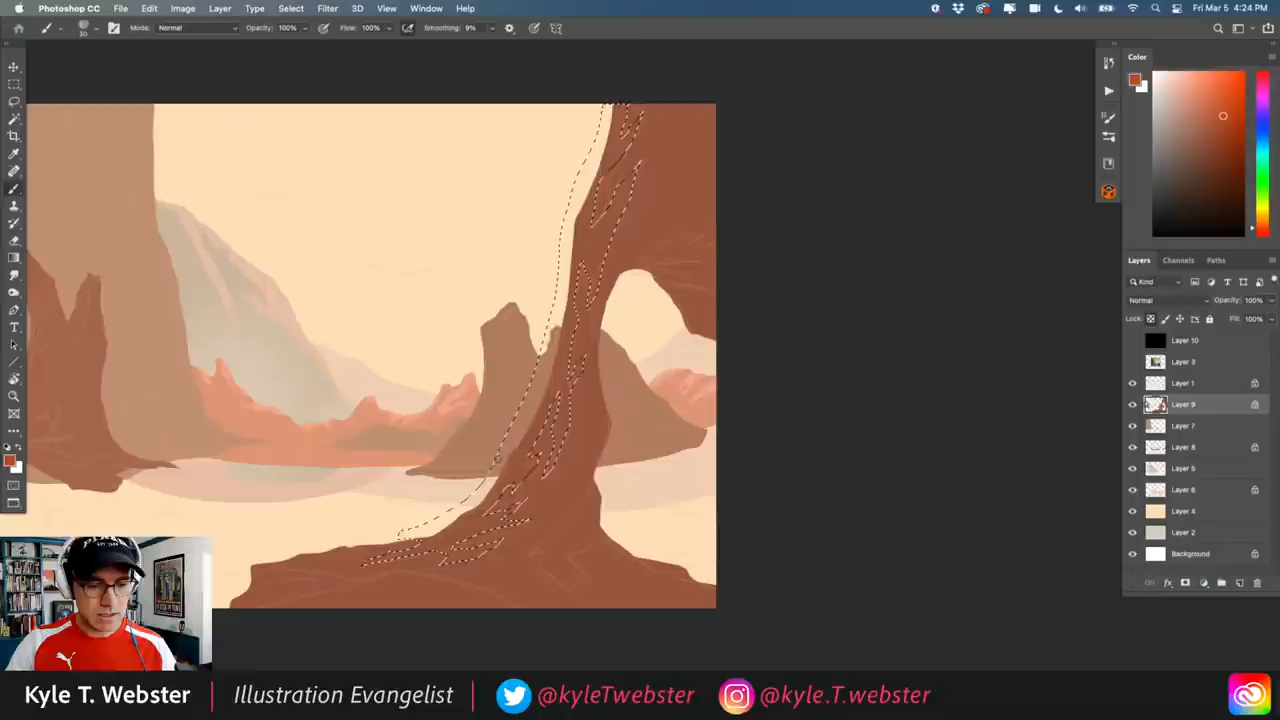 Photoshop CC File Edit Image Layer Type Select Filter 3D View Window Help Fri Mar 5 4:24 PM
Mode: Normal Opacity: 100% Flow: 100% Smoothing: 9%
Color
Layers Channels Paths
Kind
Normal Opacity: 100%
Lock: Fill: 100%
Layer 10
Layer 3
Layer 1
Layer 9
Layer 7
Layer 8
Layer 5
Layer 6
Layer 4
Layer 2
Background
Kyle T. Webster | Illustration Evangelist | @kyleTwebster @kyle.T.webster